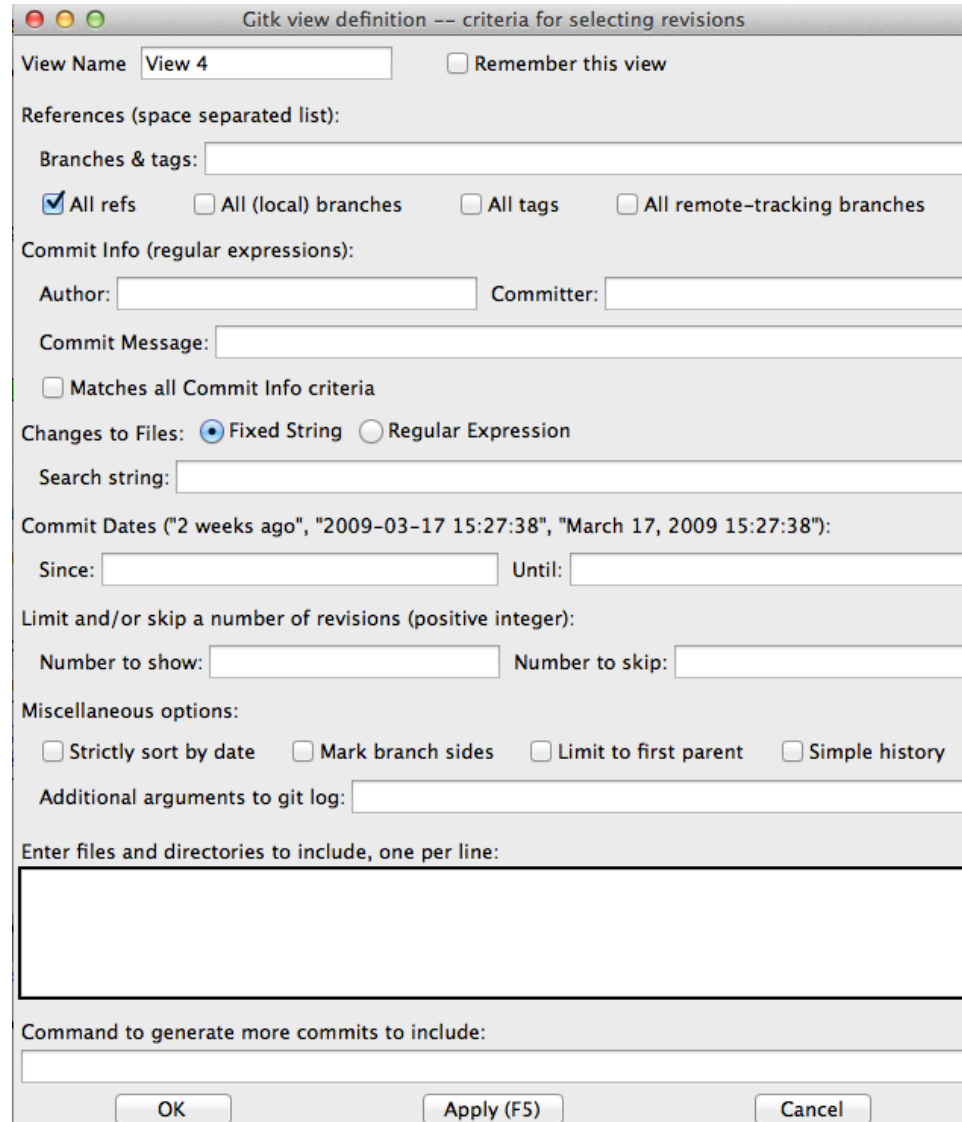 Gitk view definition -- criteria for selecting revisions
View Name View 4 Remember this view
References (space separated list):
Branches & tags:
All refs All (local) branches All tags All remote-tracking branches
Commit Info (regular expressions):
Author: Committer:
Commit Message:
Matches all Commit Info criteria
Changes to Files: Fixed String Regular Expression
Search string:
Commit Dates ("2 weeks ago", "2009-03-17 15:27:38", "March 17, 2009 15:27:38"):
Since: Until:
Limit and/or skip a number of revisions (positive integer):
Number to show: Number to skip:
Miscellaneous options:
Strictly sort by date Mark branch sides Limit to first parent Simple history
Additional arguments to git log:
Enter files and directories to include, one per line:
Command to generate more commits to include:
OK Apply (F5) Cancel